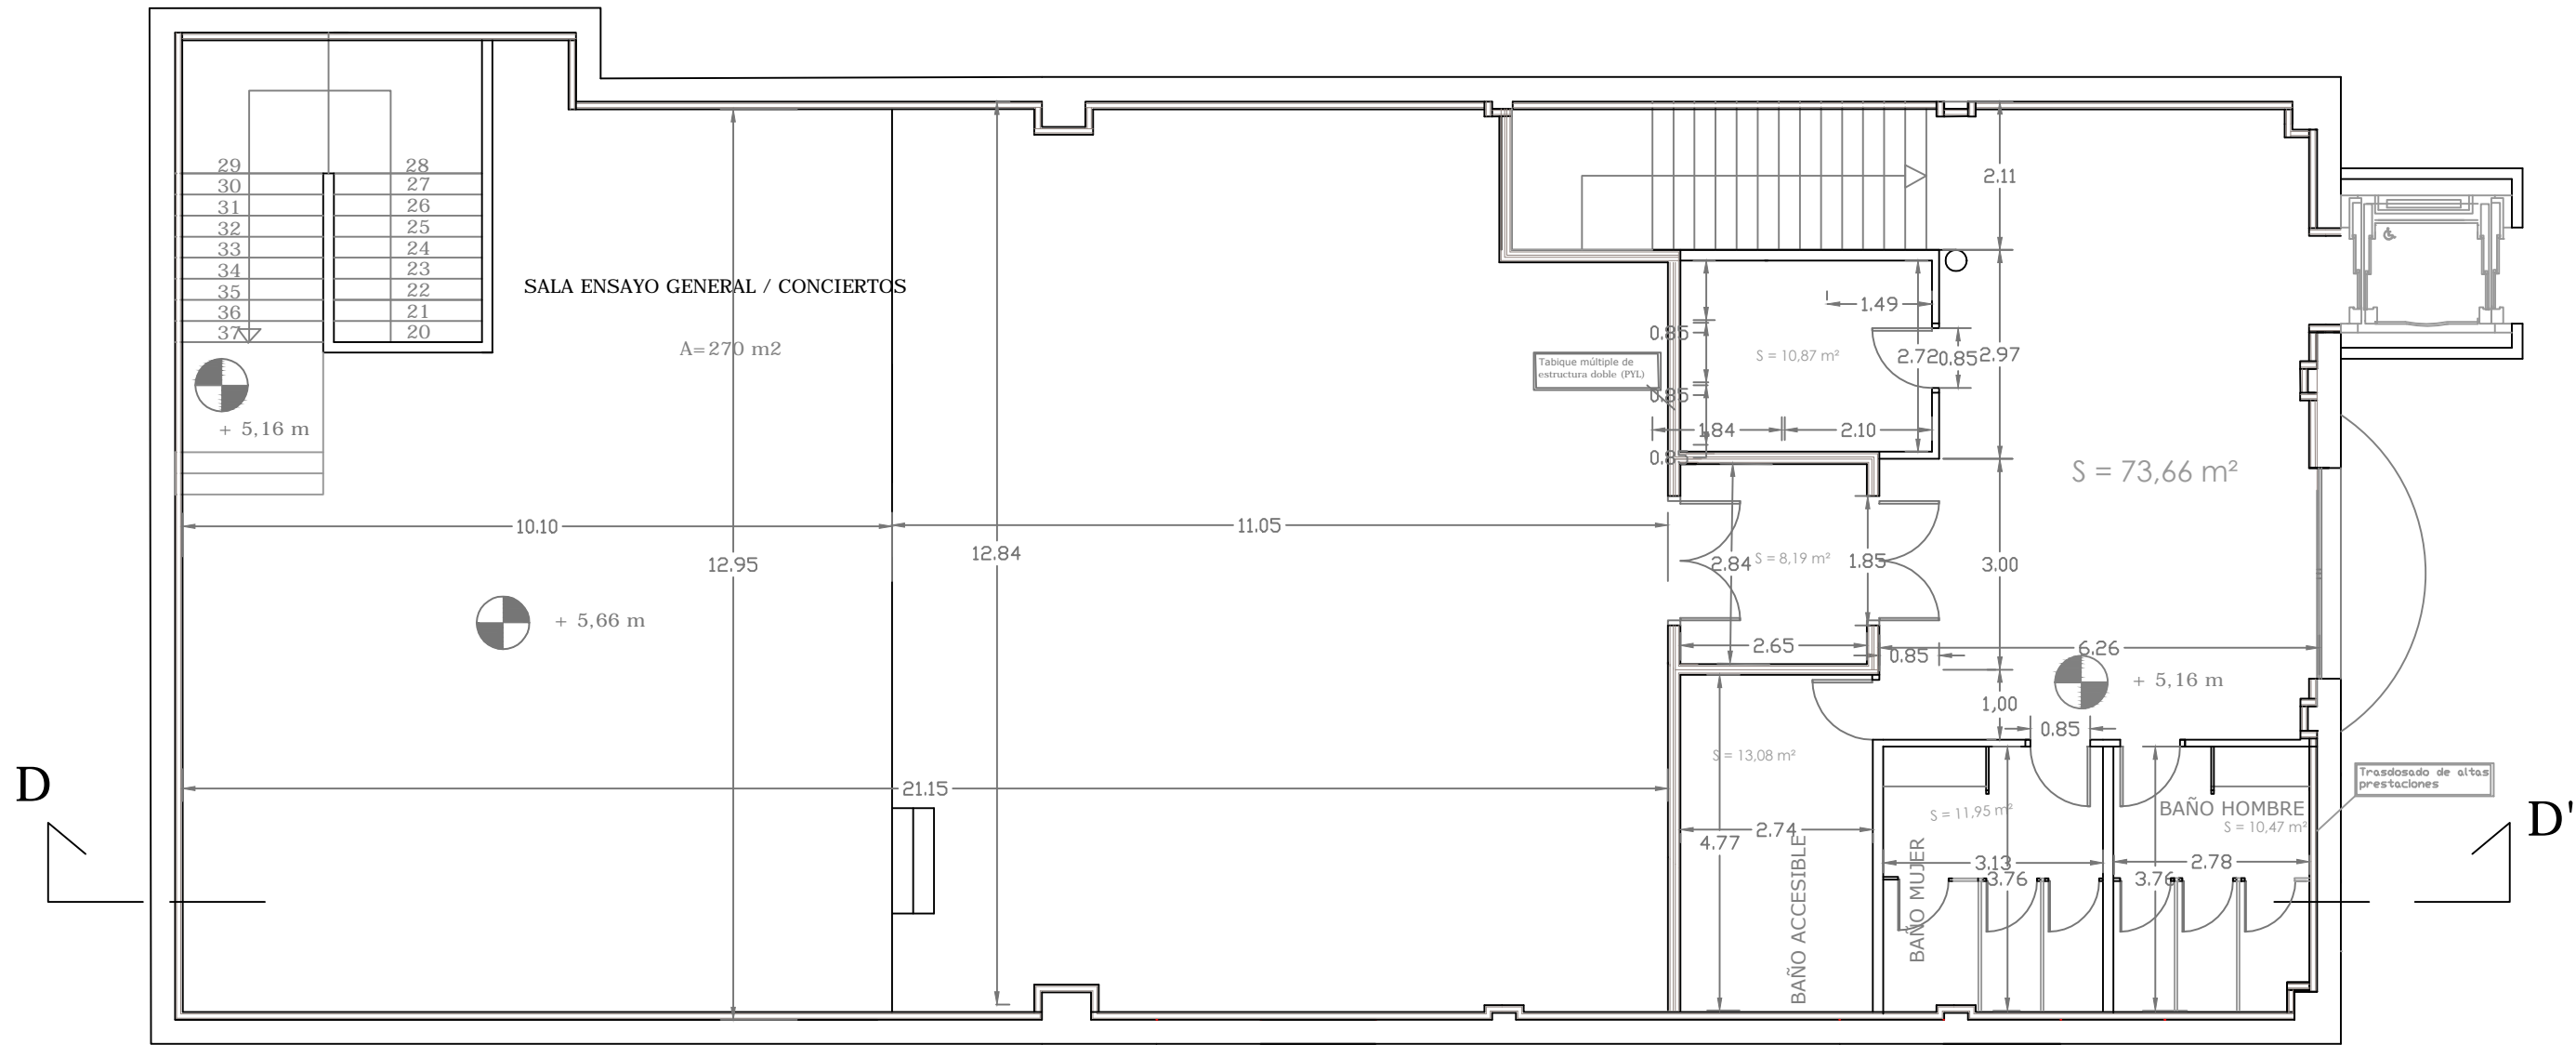 29
28
30
27
31
26
32
25
33
24
34
23
35
22
36
21
37
20
+ 5,16 m
SALA ENSAYO GENERAL / CONCIERTOS
A=270 m2
10.10
11.05
12.95
12.84
+ 5,66 m
21.15
2.11
1.49
0.85
S = 10,87 m²
2.72
0.85
2.97
Tabique múltiple de
estructura doble (PYL)
0.85
1.84
2.10
0.85
S = 73,66 m²
2.84
S = 8,19 m²
1.85
3.00
2.65
0.85
6.26
+ 5,16 m
1,00
0.85
S = 13,08 m²
2.74
4.77
BAÑO ACCESIBLE
S = 11,95 m²
BAÑO MUJER
3.13
3.76
BAÑO HOMBRE
S = 10,47 m²
2.78
3.76
Trasdosado de altas
prestaciones
D
D'